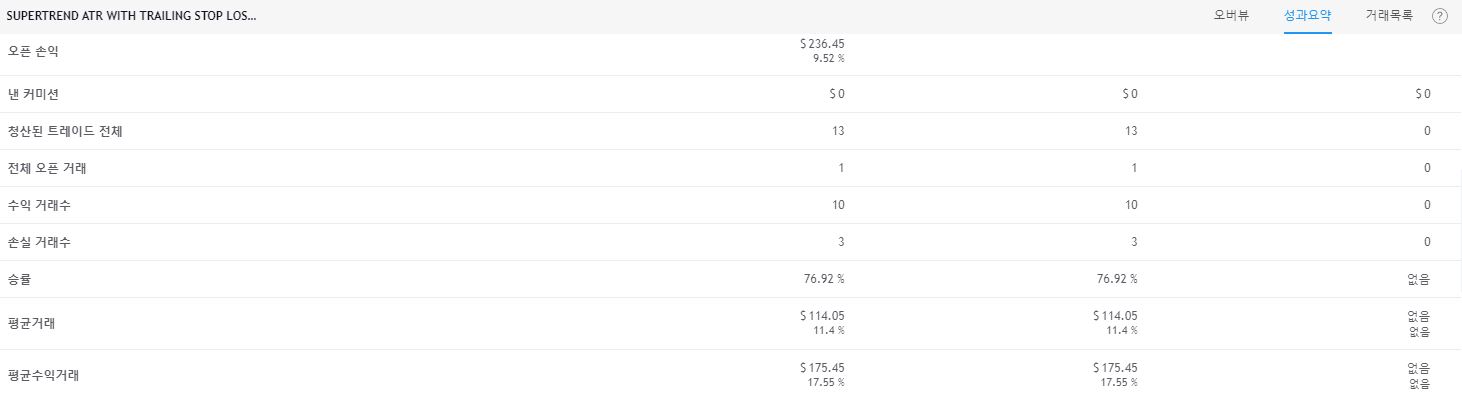 SUPERTREND ATR WITH TRAILING STOP LOS... 오버뷰 성과요약 거래목록 ?
오픈 손익 $ 236.45
9.52 %
낸 커미션 $ 0 $ 0 $ 0
청산된 트레이드 전체 13 13 0
전체 오픈 거래 1 1 0
수익 거래수 10 10 0
손실 거래수 3 3 0
승률 76.92 % 76.92 % 없음
평균거래 $ 114.05 $ 114.05 없음
11.4 % 11.4 % 없음
평균수익거래 $ 175.45 $ 175.45 없음
17.55 % 17.55 % 없음